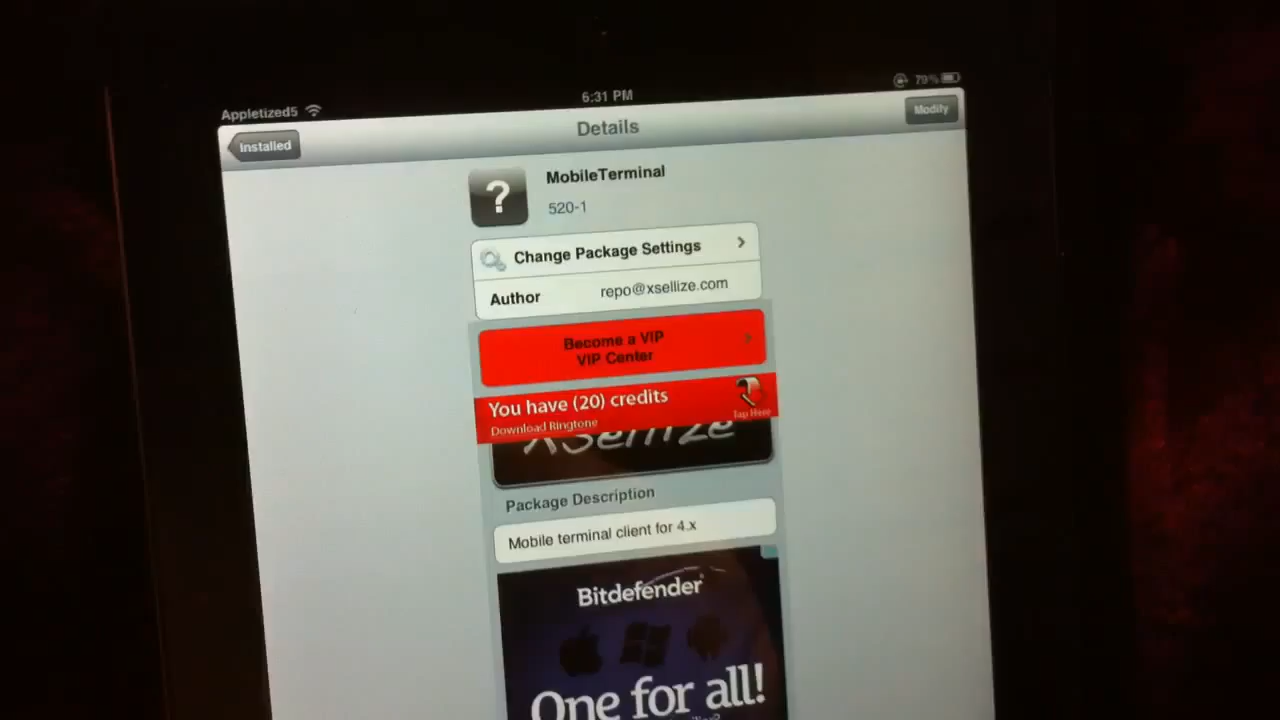 Appletized5
6:31 PM
79%
Installed
Details
Modify
?
MobileTerminal
520-1
Change Package Settings
Author
repo@xsellize.com
Become a VIP
VIP Center
You have (20) credits
Download Ringtone
Tap Here
xsellize
Package Description
Mobile terminal client for 4.x
Bitdefender
One for all!